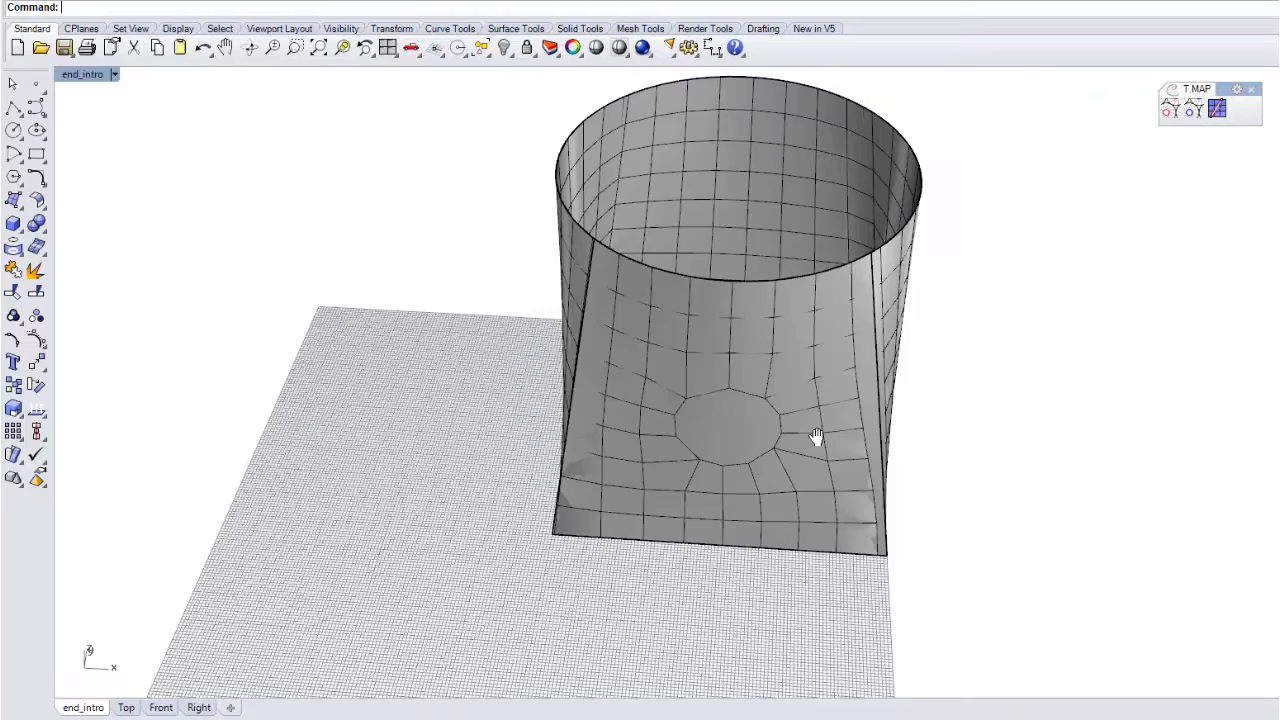 Command:
Standard CPlanes Set View Display Select Viewport Layout Visibility Transform Curve Tools Surface Tools Solid Tools Mesh Tools Render Tools Drafting New in V5
end_intro
T.MAP
x
end_intro Top Front Right